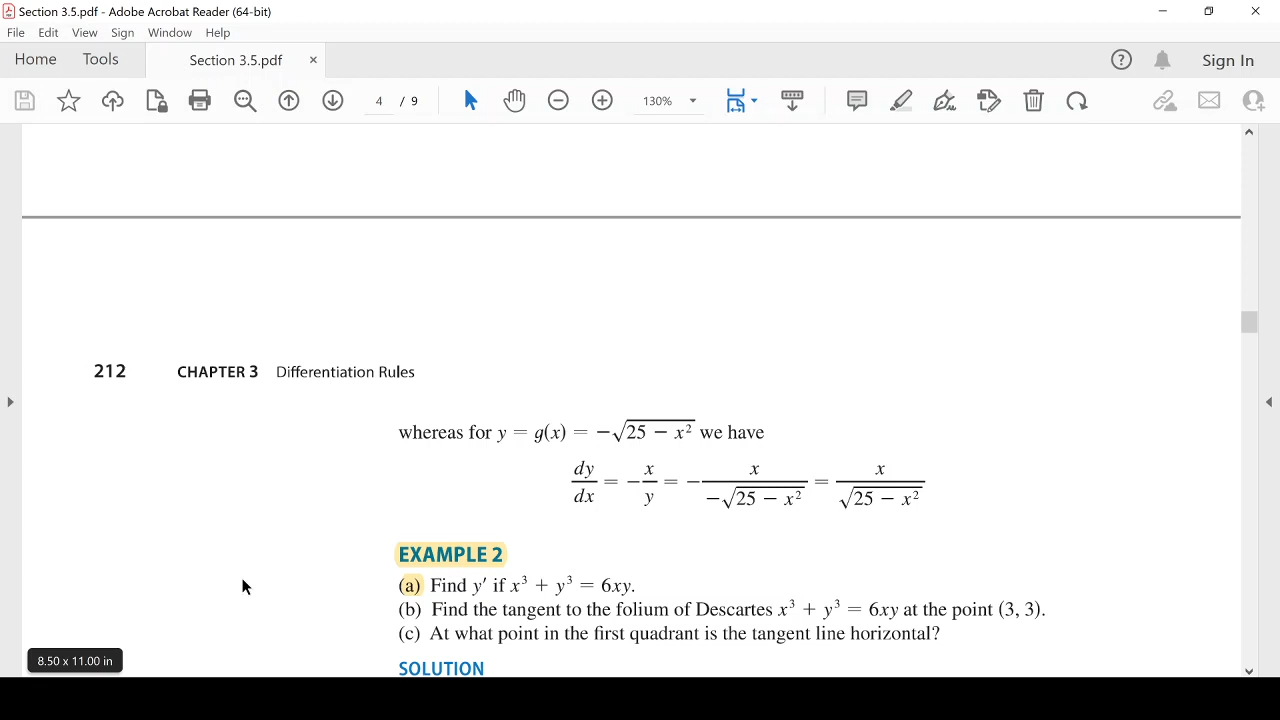 Section 3.5.pdf - Adobe Acrobat Reader (64-bit)
File Edit View Sign Window Help
Home Tools Section 3.5.pdf × Sign In
4 / 9 130%
212 CHAPTER 3 Differentiation Rules
whereas for y = g(x) = −√(25 − x²) we have
dy/dx = −x/y = −x/(−√(25 − x²)) = x/√(25 − x²)
EXAMPLE 2
(a) Find y′ if x³ + y³ = 6xy.
(b) Find the tangent to the folium of Descartes x³ + y³ = 6xy at the point (3, 3).
(c) At what point in the first quadrant is the tangent line horizontal?
8.50 x 11.00 in
SOLUTION